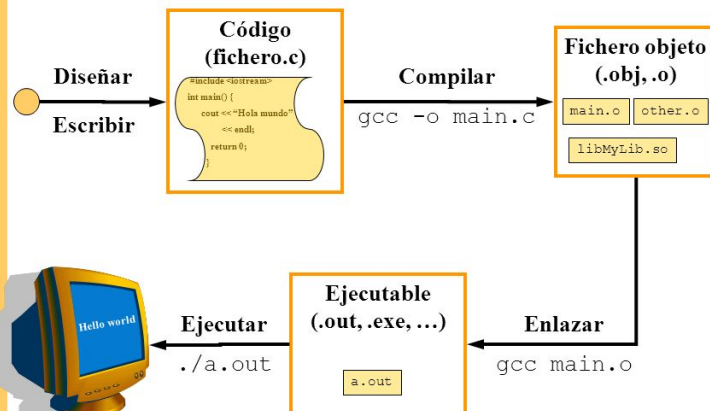 Diseñar
Escribir
Código
(fichero.c)
#include <iostream>
int main() {
cout << “Hola mundo”
<< endl;
return 0;
}
Compilar
gcc -o main.c
Fichero objeto
(.obj, .o)
main.o other.o
libMyLib.so
Enlazar
gcc main.o
Ejecutable
(.out, .exe, …)
a.out
Ejecutar
./a.out
Hello world